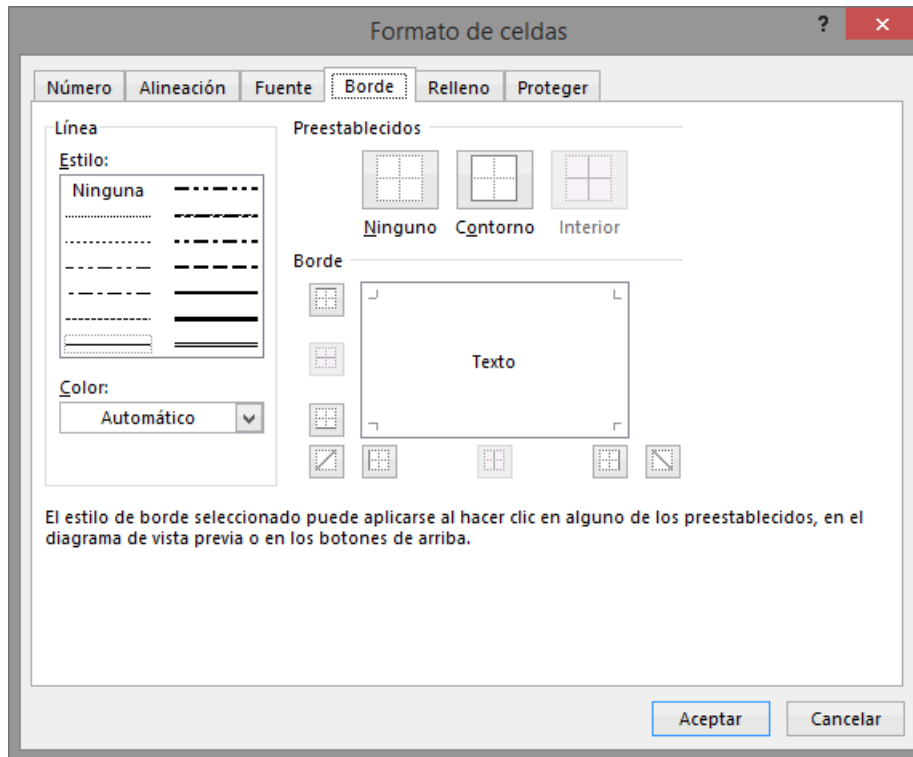 Formato de celdas
?
Número Alineación Fuente Borde Relleno Proteger
Línea
Estilo:
Ninguna
Color:
Automático
Preestablecidos
Ninguno Contorno Interior
Borde
Texto
El estilo de borde seleccionado puede aplicarse al hacer clic en alguno de los preestablecidos, en el
diagrama de vista previa o en los botones de arriba.
Aceptar Cancelar